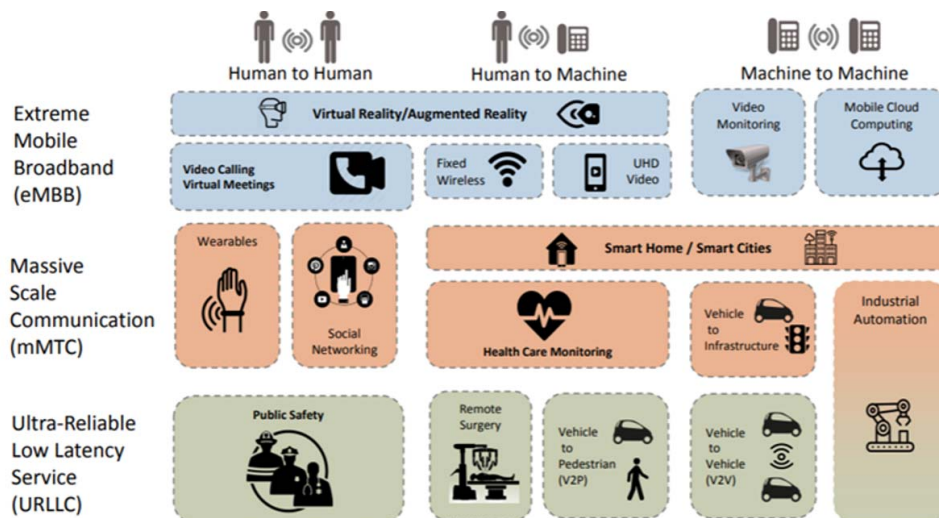 Human to Human
Human to Machine
Machine to Machine
Extreme
Mobile
Broadband
(eMBB)
Virtual Reality/Augmented Reality
Video Calling
Virtual Meetings
Fixed
Wireless
UHD
Video
Video
Monitoring
Mobile Cloud
Computing
Massive
Scale
Communication
(mMTC)
Wearables
Social
Networking
Smart Home / Smart Cities
Health Care Monitoring
Vehicle
to
Infrastructure
Industrial
Automation
Ultra-Reliable
Low Latency
Service
(URLLC)
Public Safety
Remote
Surgery
Vehicle
to
Pedestrian
(V2P)
Vehicle
to
Vehicle
(V2V)